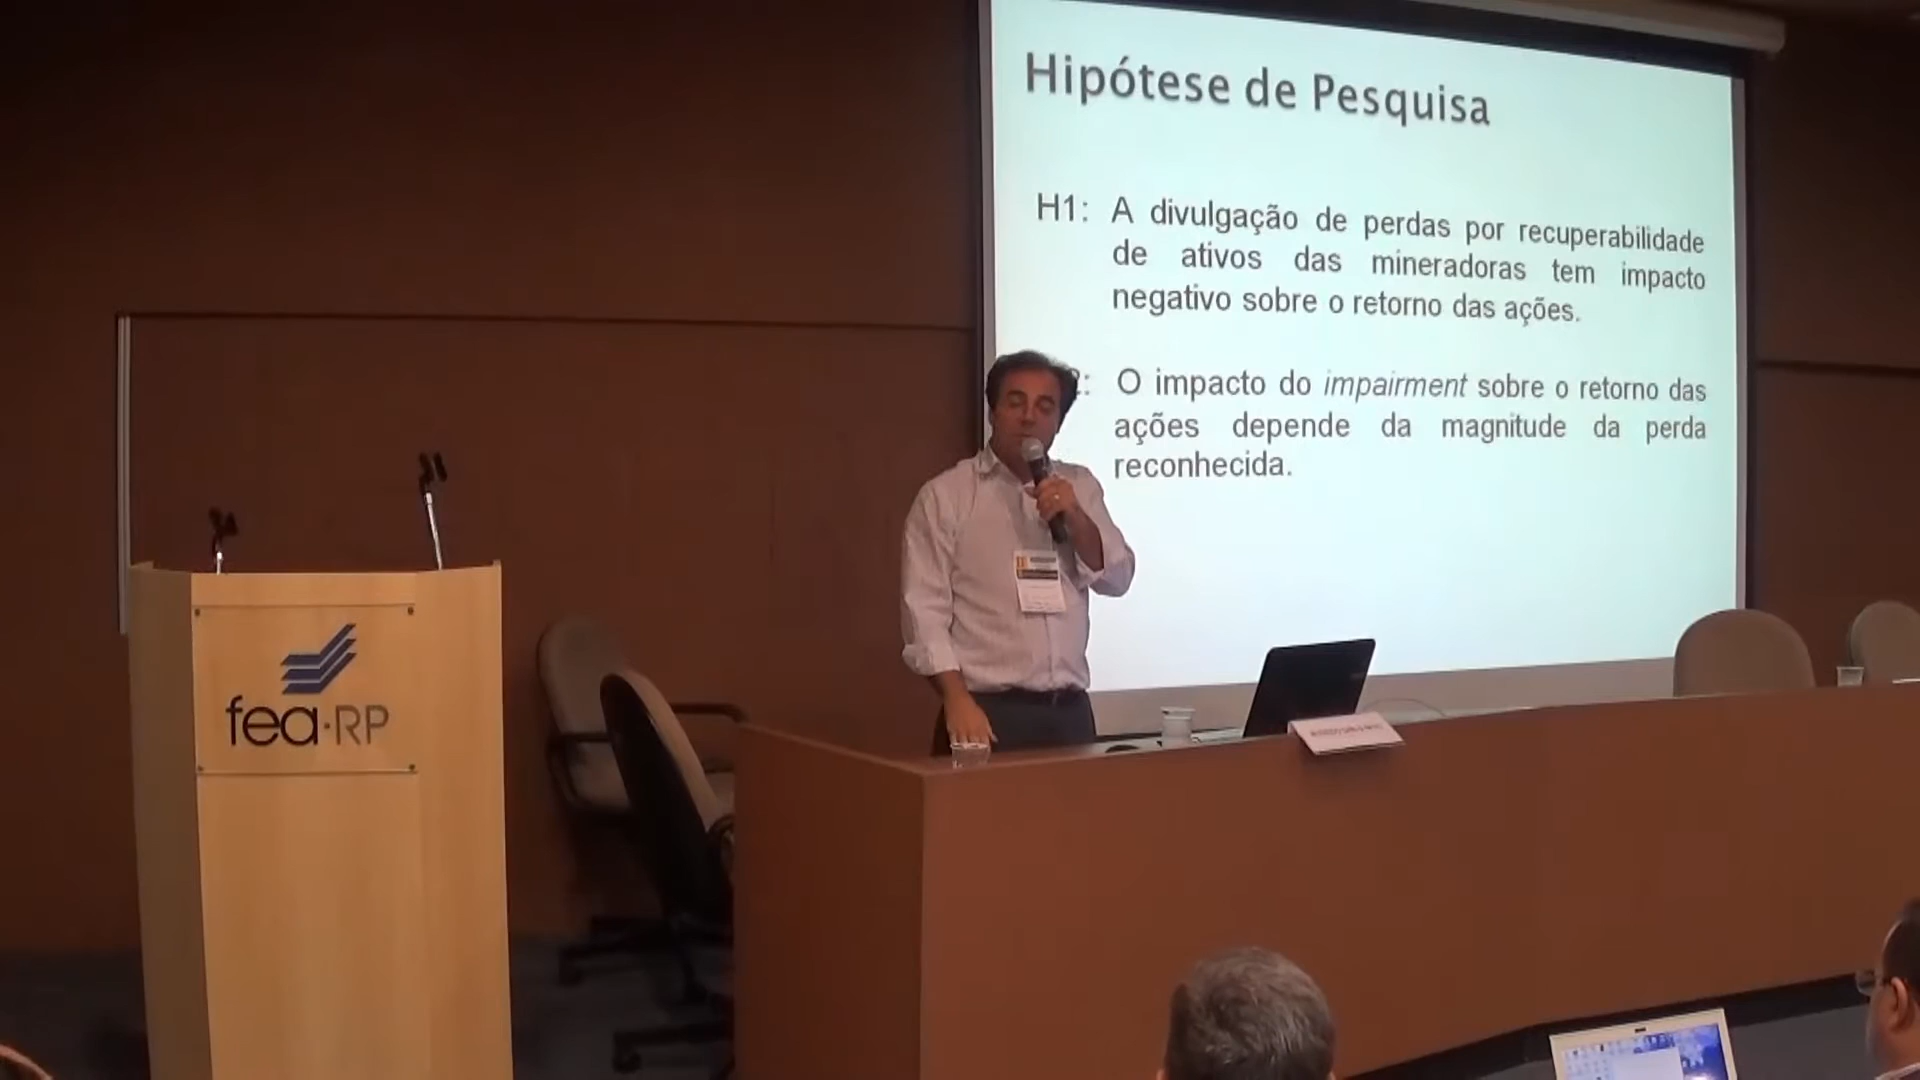 Hipótese de Pesquisa
H1: A divulgação de perdas por recuperabilidade
de ativos das mineradoras tem impacto
negativo sobre o retorno das ações.
: O impacto do impairment sobre o retorno das
ações depende da magnitude da perda
reconhecida.
fea-RP